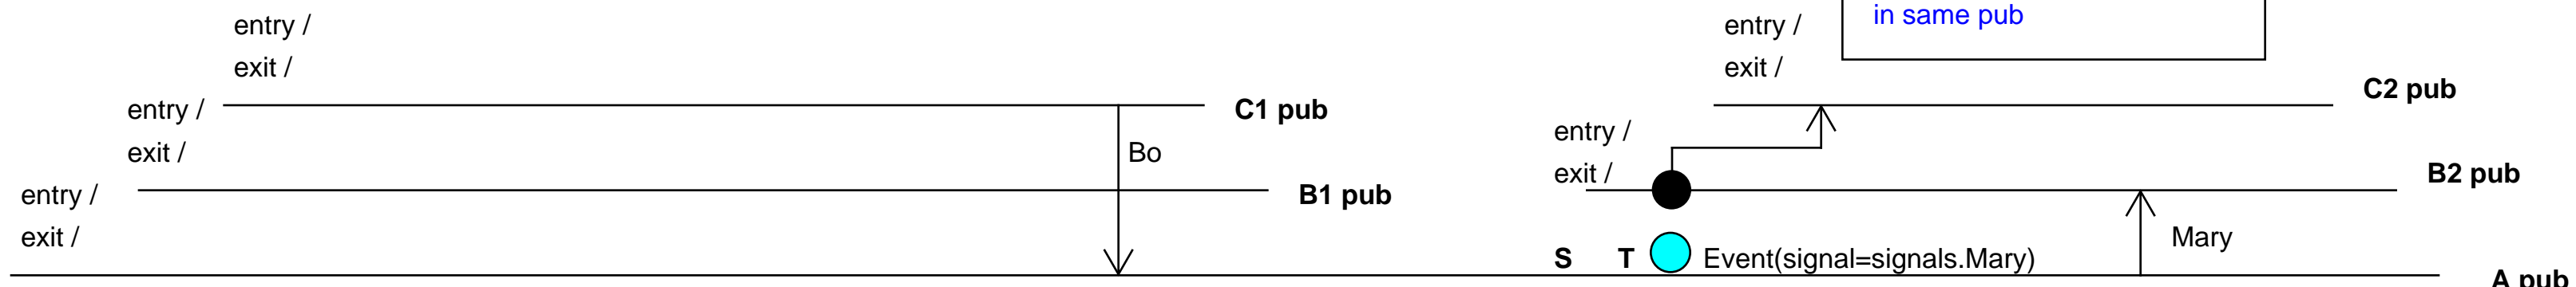 entry /
exit /
entry /
exit /
entry /
exit /
C1 pub
Bo
B1 pub
in same pub
entry /
exit /
C2 pub
entry /
exit /
B2 pub
Mary
S T Event(signal=signals.Mary)
A pub